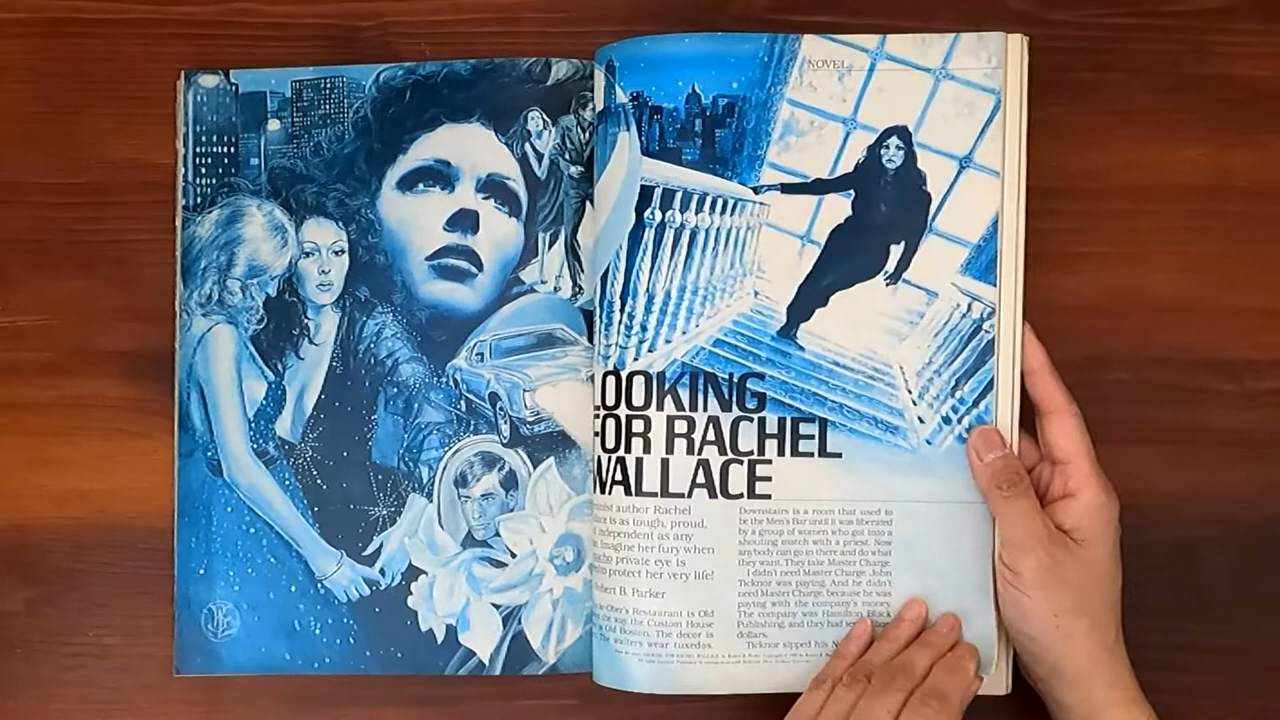 NOVEL
LOOKING
FOR RACHEL
WALLACE
inist author Rachel
ace is as tough, proud,
independent as any
. Imagine her fury when
macho private eye is
to protect her very life!
Robert B. Parker
ke-Ober's Restaurant is Old
the way the Custom House
Old Boston. The decor is
. The waiters wear tuxedos.
Downstairs is a room that used to
be the Men's Bar until it was liberated
by a group of women who got into a
shouting match with a priest. Now
anybody can go in there and do what
they want. They take Master Charge.
I didn't need Master Charge. John
Ticknor was paying. And he didn't
need Master Charge, because he was
paying with the company's money.
The company was Hamilton Black
Publishing, and they had
dollars.
Ticknor sipped his